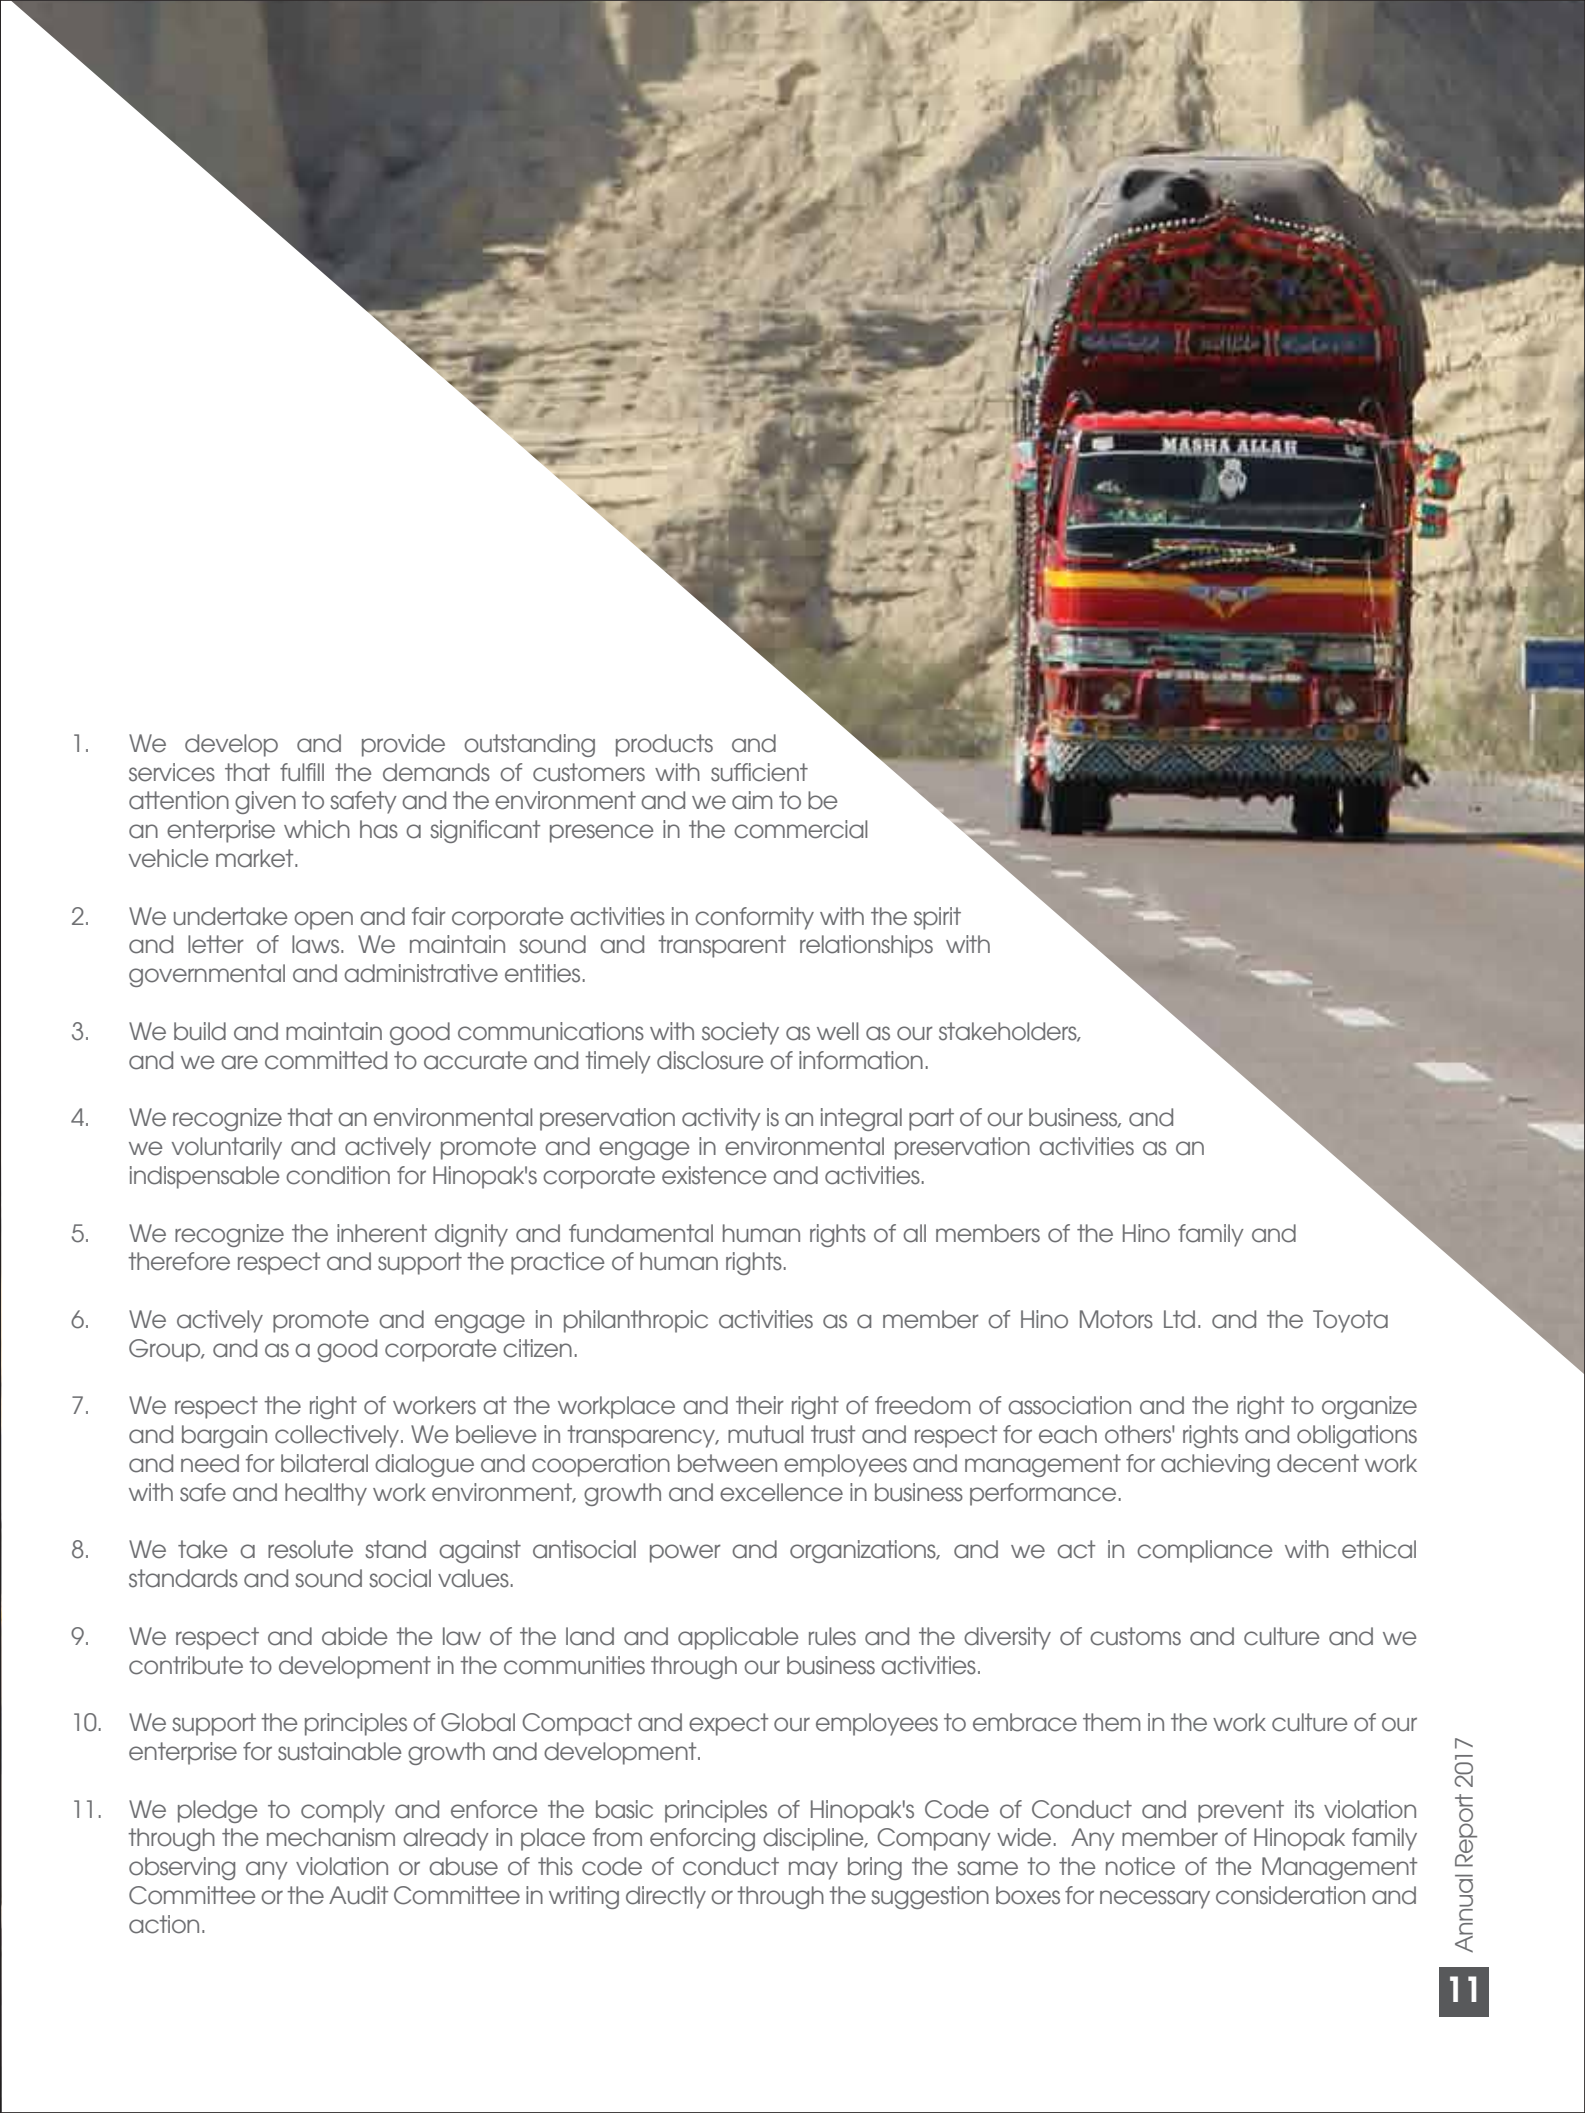 MASHA ALLAH
1. We develop and provide outstanding products and
services that fulfill the demands of customers with sufficient
attention given to safety and the environment and we aim to be
an enterprise which has a significant presence in the commercial
vehicle market.
2. We undertake open and fair corporate activities in conformity with the spirit
and letter of laws. We maintain sound and transparent relationships with
governmental and administrative entities.
3. We build and maintain good communications with society as well as our stakeholders,
and we are committed to accurate and timely disclosure of information.
4. We recognize that an environmental preservation activity is an integral part of our business, and
we voluntarily and actively promote and engage in environmental preservation activities as an
indispensable condition for Hinopak's corporate existence and activities.
5. We recognize the inherent dignity and fundamental human rights of all members of the Hino family and
therefore respect and support the practice of human rights.
6. We actively promote and engage in philanthropic activities as a member of Hino Motors Ltd. and the Toyota
Group, and as a good corporate citizen.
7. We respect the right of workers at the workplace and their right of freedom of association and the right to organize
and bargain collectively. We believe in transparency, mutual trust and respect for each others' rights and obligations
and need for bilateral dialogue and cooperation between employees and management for achieving decent work
with safe and healthy work environment, growth and excellence in business performance.
8. We take a resolute stand against antisocial power and organizations, and we act in compliance with ethical
standards and sound social values.
9. We respect and abide the law of the land and applicable rules and the diversity of customs and culture and we
contribute to development in the communities through our business activities.
10. We support the principles of Global Compact and expect our employees to embrace them in the work culture of our
enterprise for sustainable growth and development.
11. We pledge to comply and enforce the basic principles of Hinopak's Code of Conduct and prevent its violation
through the mechanism already in place from enforcing discipline, Company wide. Any member of Hinopak family
observing any violation or abuse of this code of conduct may bring the same to the notice of the Management
Committee or the Audit Committee in writing directly or through the suggestion boxes for necessary consideration and
action.
Annual Report 2017
11